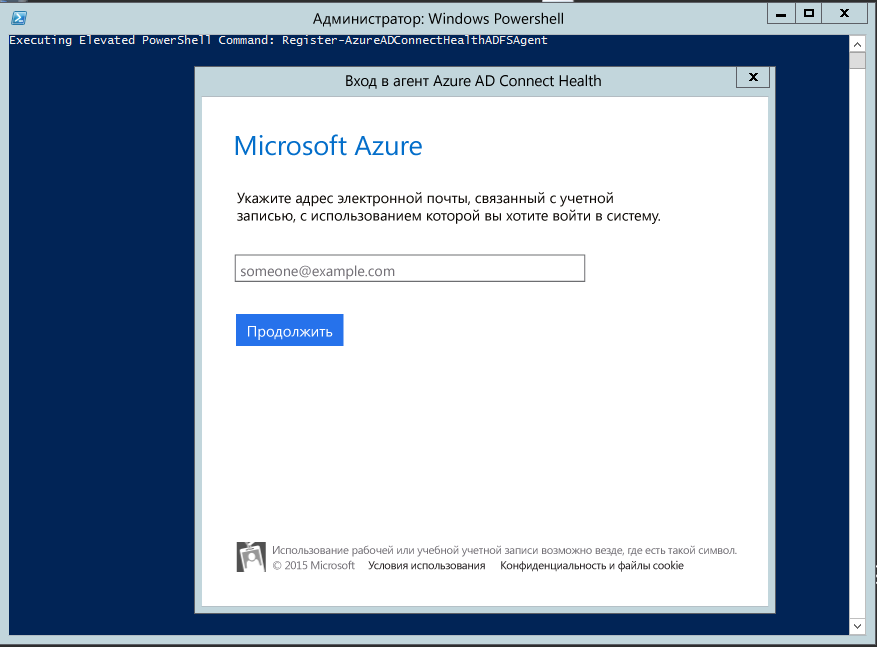 Администратор: Windows Powershell
Executing Elevated PowerShell Command: Register-AzureADConnectHealthADFSAgent
Вход в агент Azure AD Connect Health
Microsoft Azure
Укажите адрес электронной почты, связанный с учетной
записью, с использованием которой вы хотите войти в систему.
someone@example.com
Продолжить
Использование рабочей или учебной учетной записи возможно везде, где есть такой символ.
© 2015 Microsoft Условия использования Конфиденциальность и файлы cookie